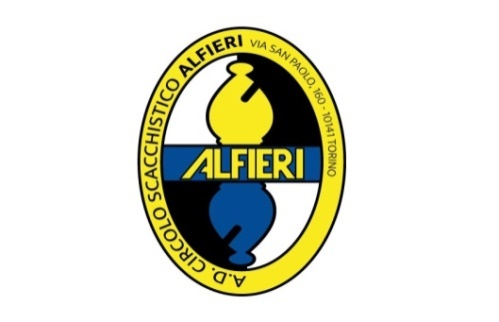 A.D. CIRCOLO SCACCHISTICO ALFIERI VIA SAN PAOLO, 160 - 10141 TORINO
ALFIERI